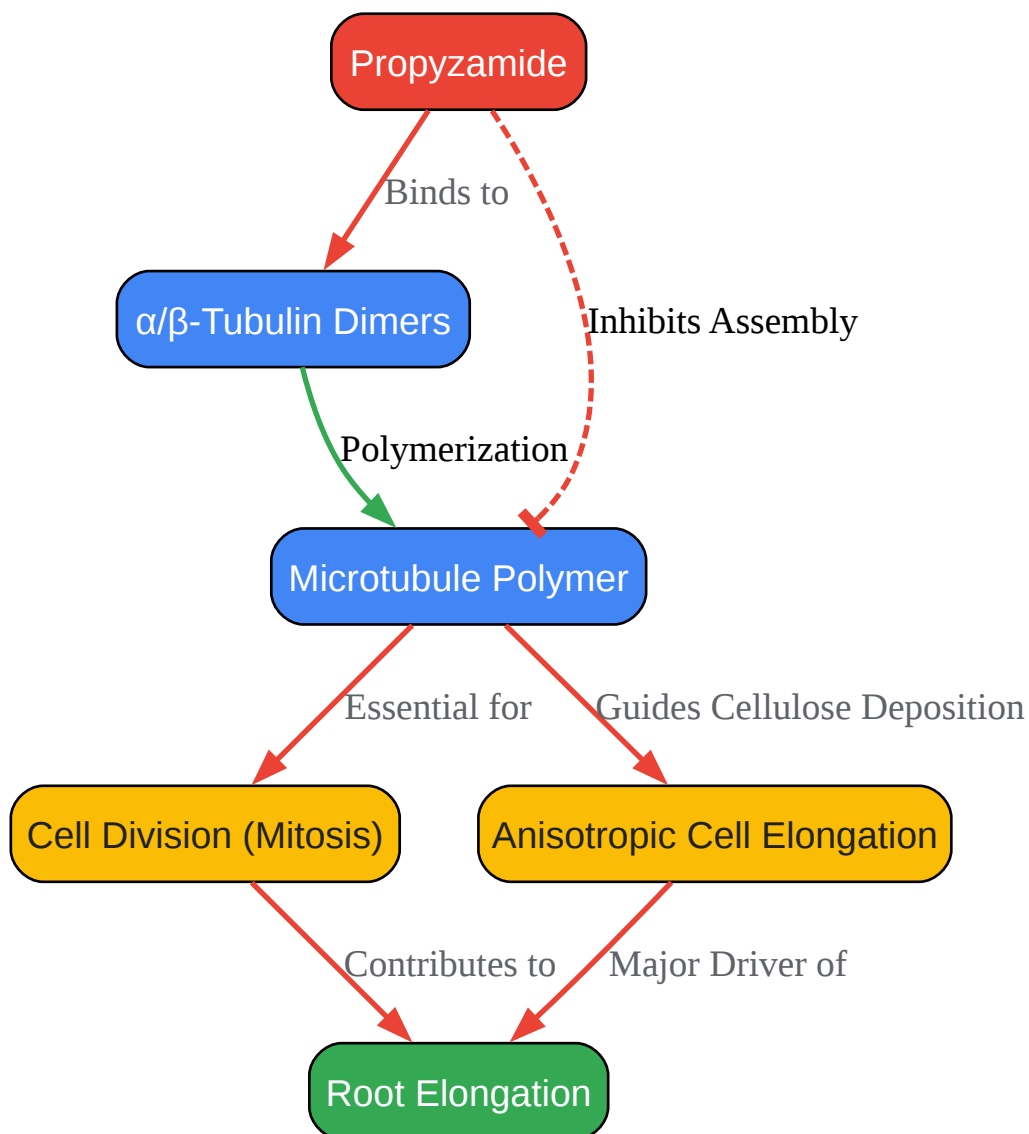 Propyzamide
Binds to
α/β-Tubulin Dimers
Inhibits Assembly
Polymerization
Microtubule Polymer
Essential for
Guides Cellulose Deposition
Cell Division (Mitosis)
Anisotropic Cell Elongation
Contributes to
Major Driver of
Root Elongation